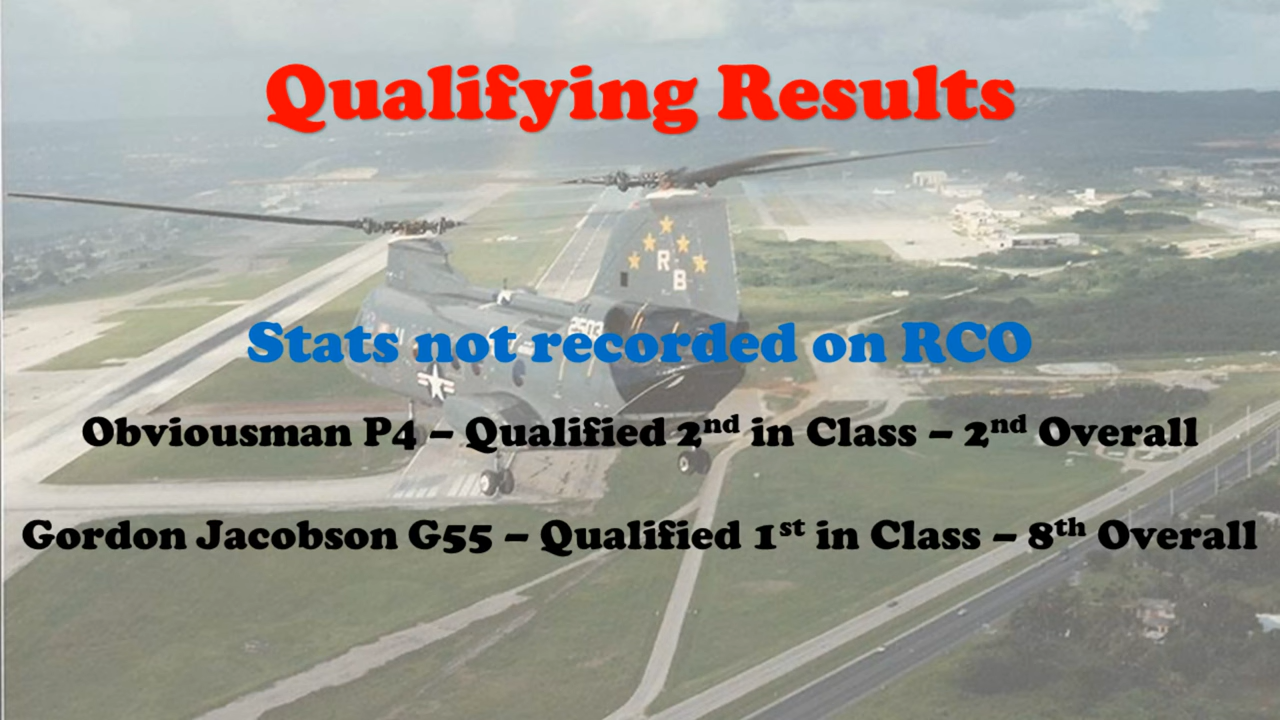 Qualifying Results
R
B
2503
Stats not recorded on RCO
Obviousman P4 – Qualified 2nd in Class – 2nd Overall
Gordon Jacobson G55 – Qualified 1st in Class – 8th Overall